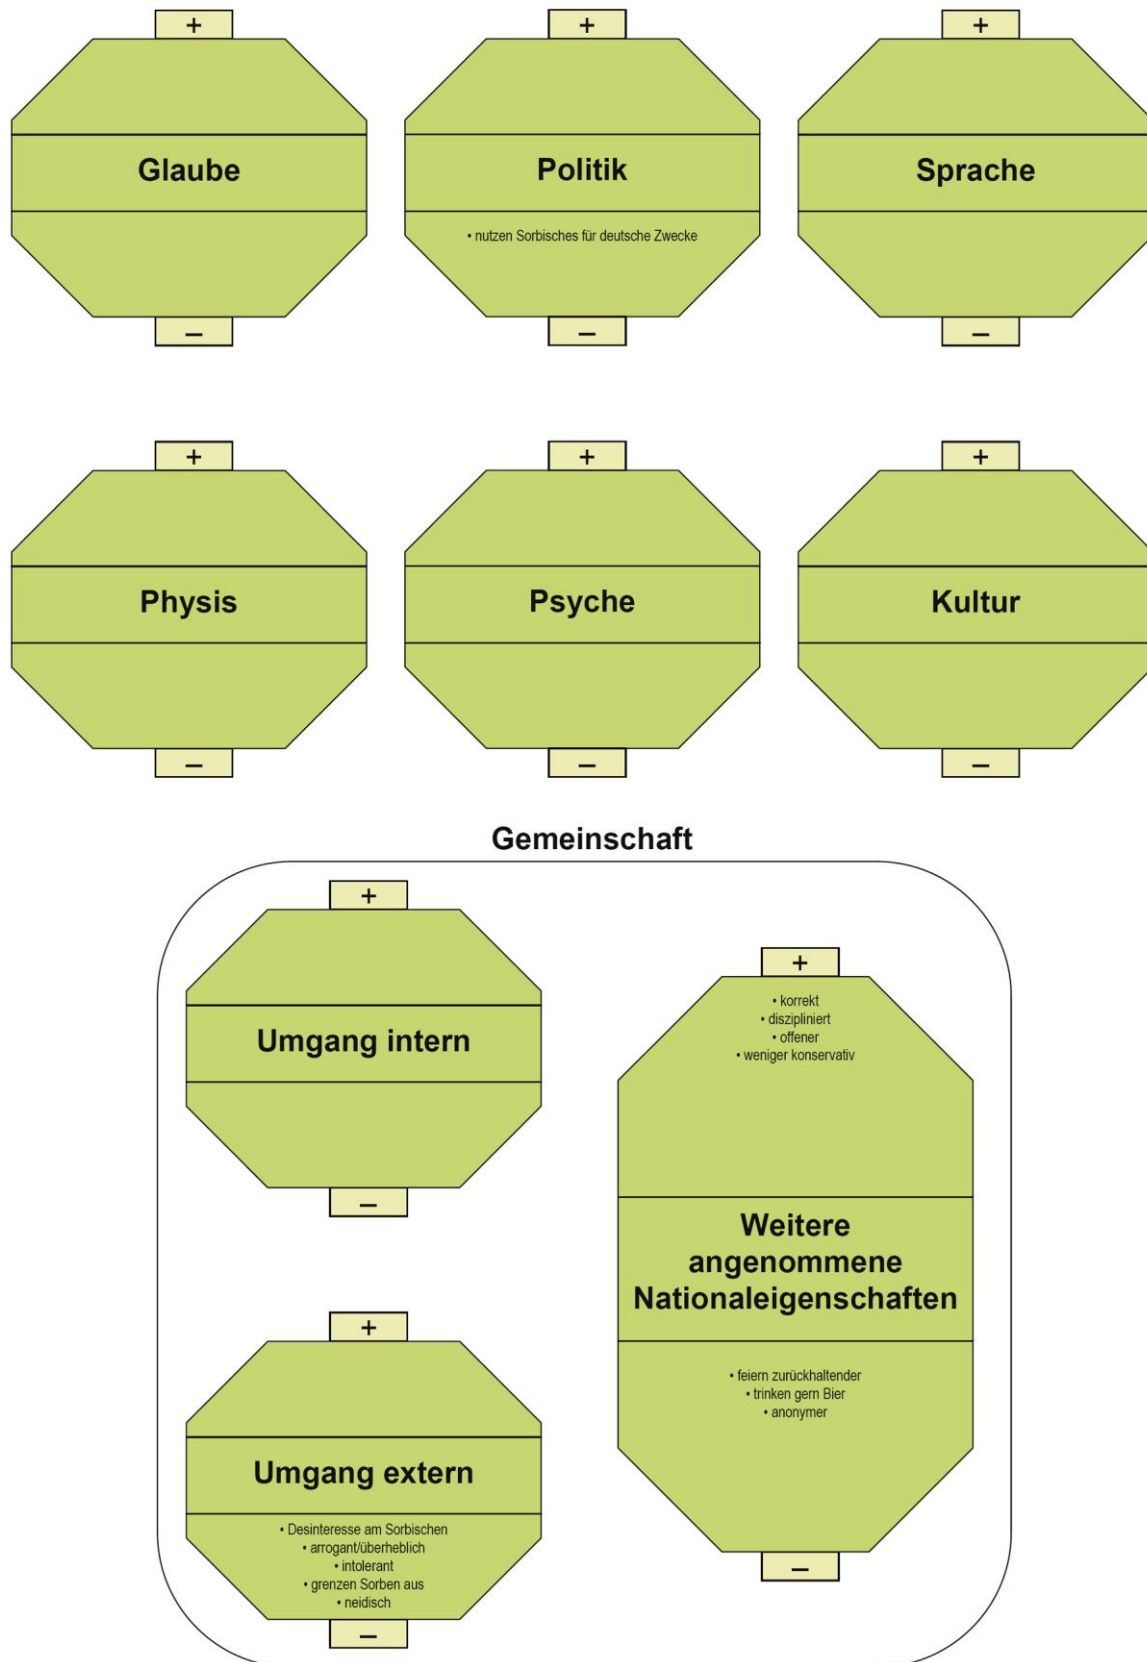 +
Glaube
–
+
Politik
• nutzen Sorbisches für deutsche Zwecke
–
+
Sprache
–
+
Physis
–
+
Psyche
–
+
Kultur
–
Gemeinschaft
+
Umgang intern
–
+
Umgang extern
• Desinteresse am Sorbischen
• arrogant/überheblich
• intolerant
• grenzen Sorben aus
• neidisch
–
+
• korrekt
• diszipliniert
• offener
• weniger konservativ
Weitere
angenommene
Nationaleigenschaften
• feiern zurückhaltender
• trinken gern Bier
• anonymer
–